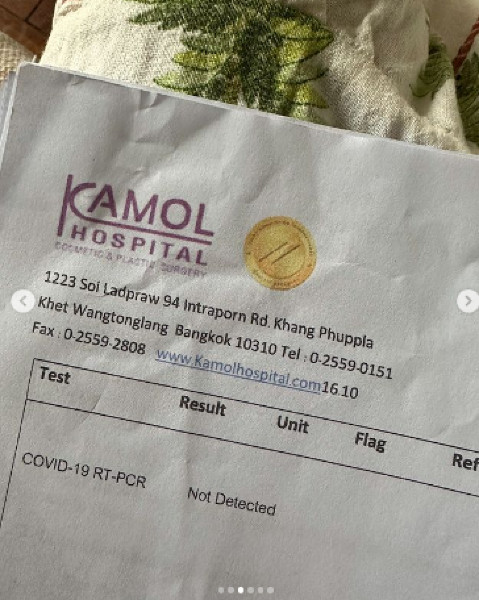 KAMOL
HOSPITAL
COSMETIC & PLASTIC SURGERY
1223 Soi Ladpraw 94 Intraporn Rd. Khang Phuppla
Khet Wangtonglang Bangkok 10310 Tel : 0-2559-0151
Fax : 0-2559-2808 www.Kamolhospital.com16.10
Test Result Unit Flag Ref
COVID-19 RT-PCR Not Detected